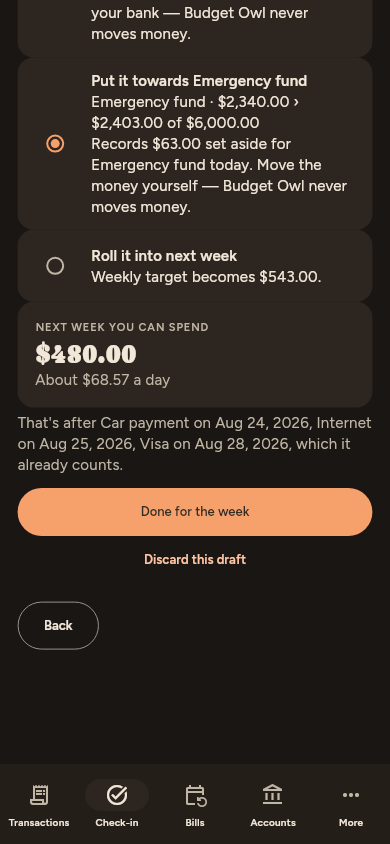 your bank — Budget Owl never
moves money.
Put it towards Emergency fund
Emergency fund · $2,340.00 ›
$2,403.00 of $6,000.00
Records $63.00 set aside for
Emergency fund today. Move the
money yourself — Budget Owl never
moves money.
Roll it into next week
Weekly target becomes $543.00.
NEXT WEEK YOU CAN SPEND
$480.00
About $68.57 a day
That's after Car payment on Aug 24, 2026, Internet
on Aug 25, 2026, Visa on Aug 28, 2026, which it
already counts.
Done for the week
Discard this draft
Back
Transactions
Check-in
Bills
Accounts
More